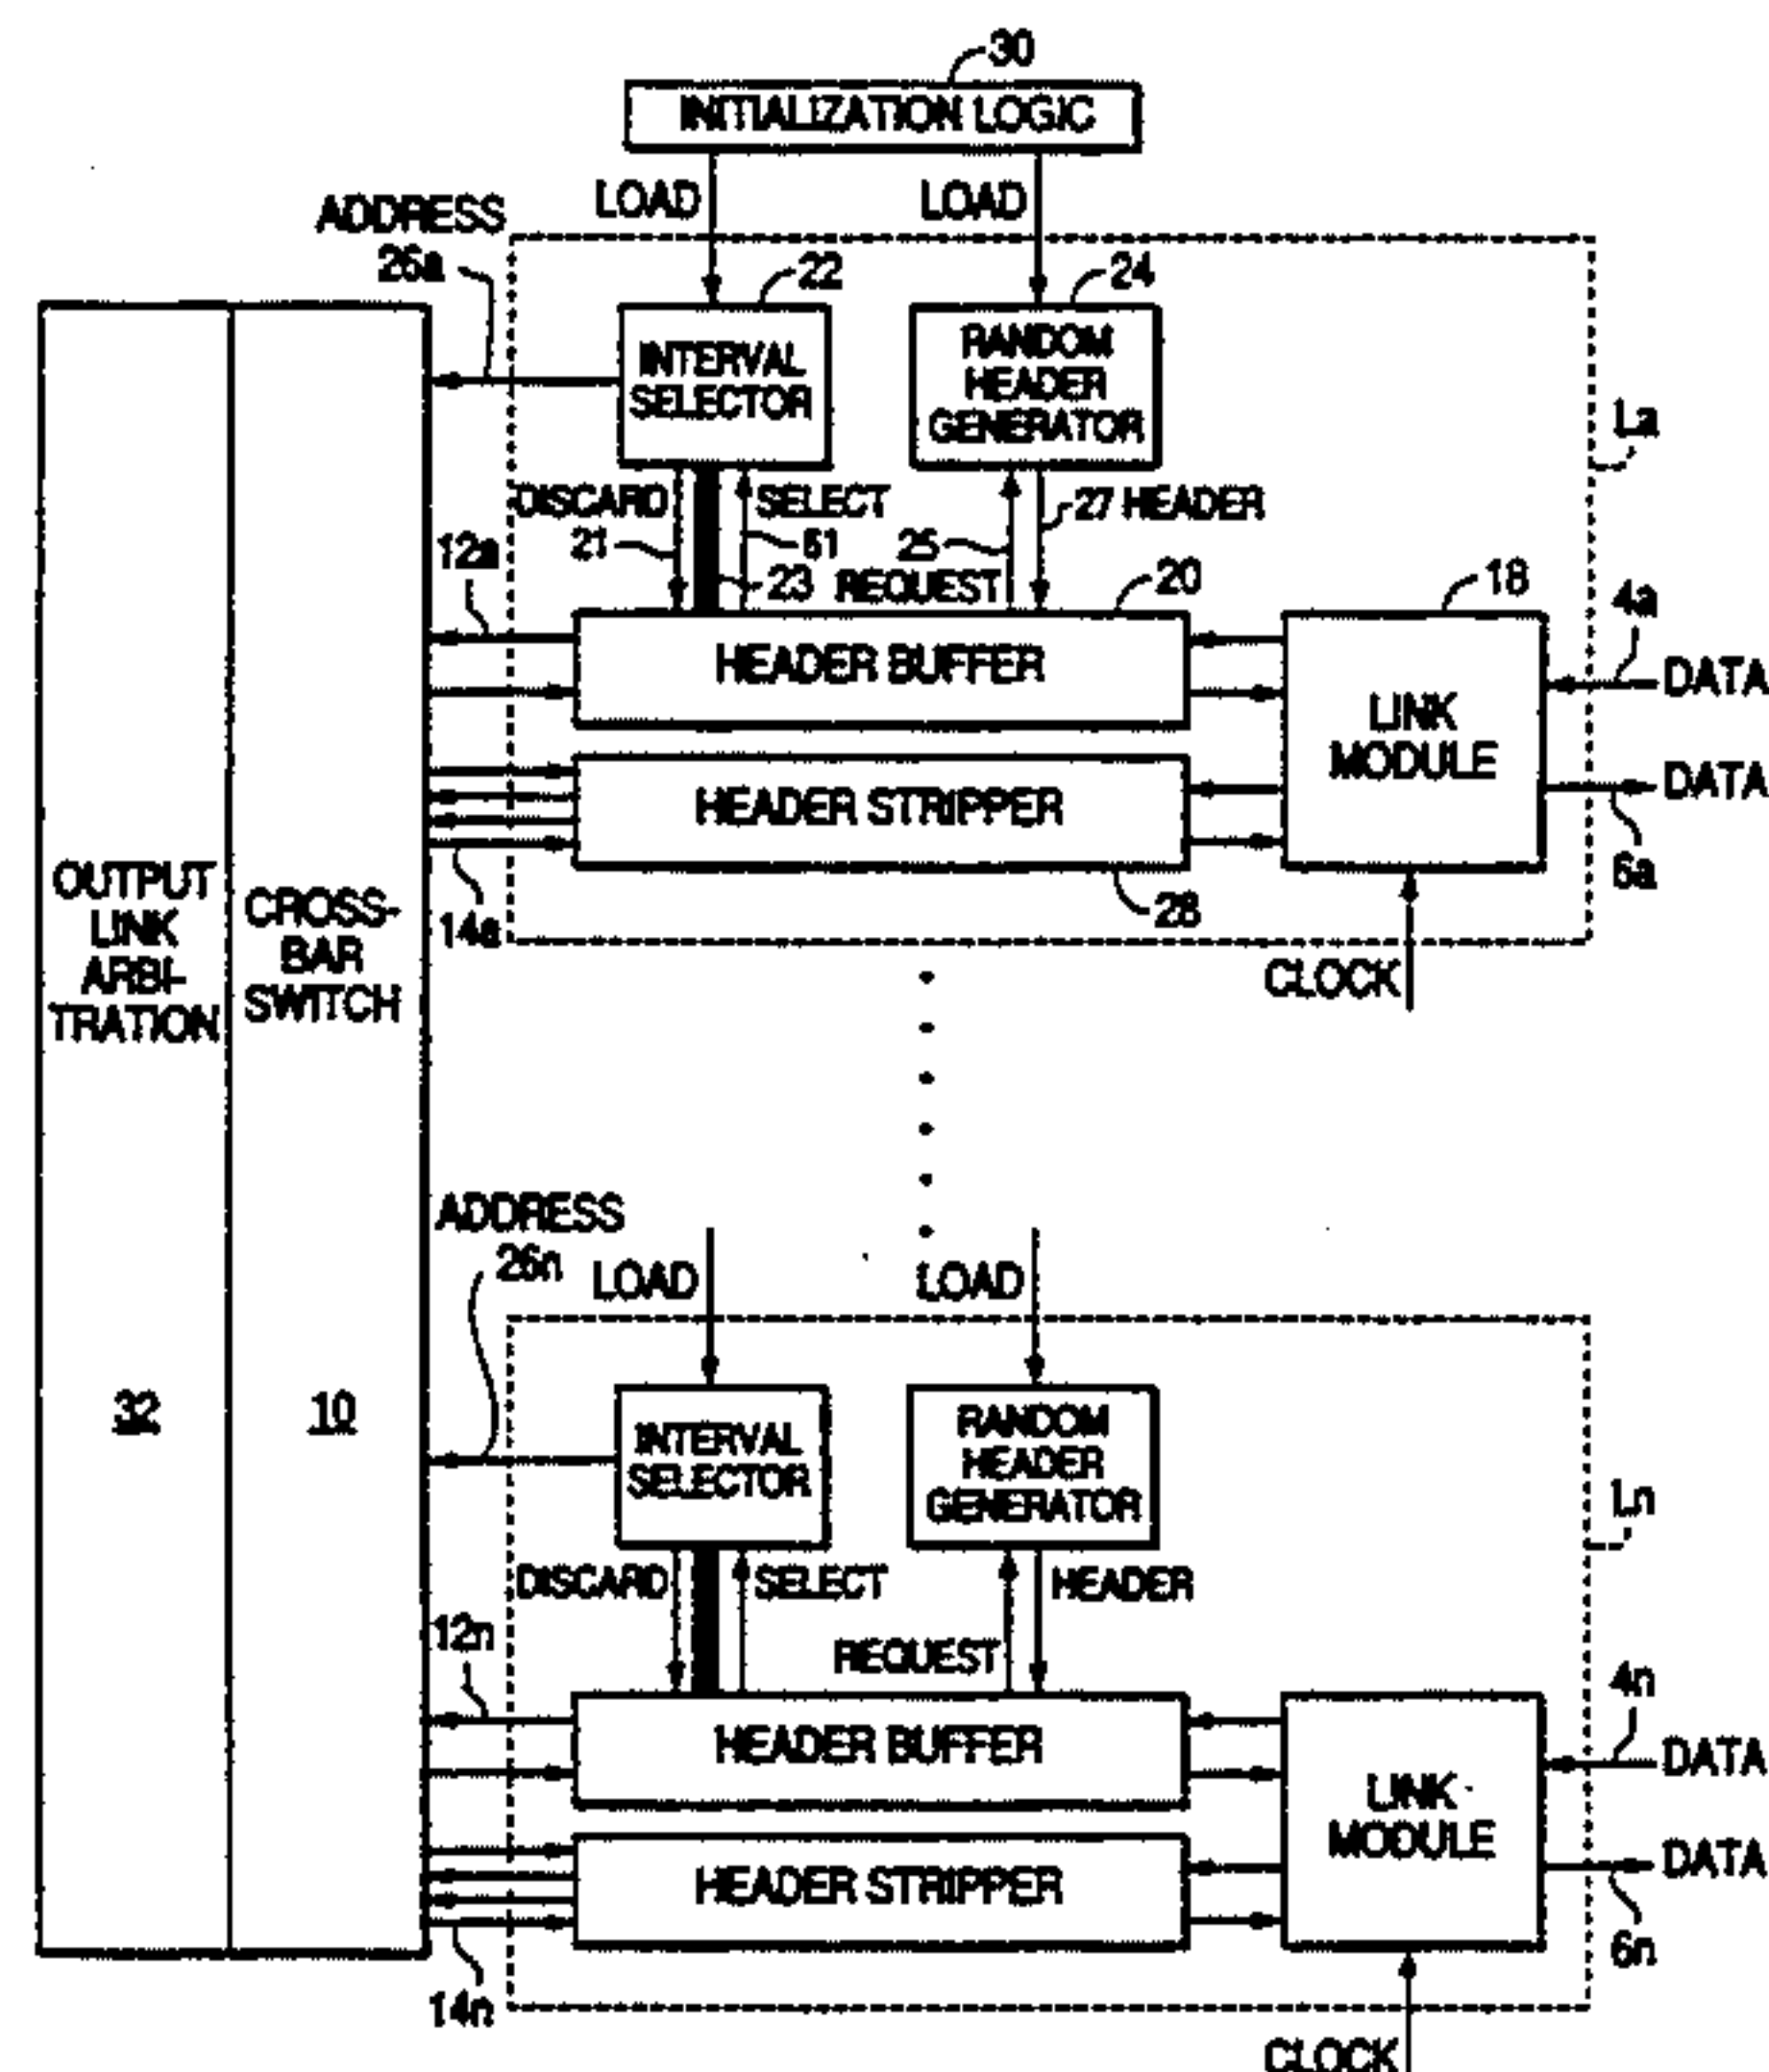 30
INITIALIZATION LOGIC
LOAD
LOAD
ADDRESS
26a
22
24
INTERVAL
SELECTOR
RANDOM
HEADER
GENERATOR
La
DISCARD
21
SELECT
51
23
25
REQUEST
27 HEADER
12a
20
18
4a
HEADER BUFFER
DATA
LINK
MODULE
DATA
HEADER STRIPPER
6a
14a
28
CLOCK
OUTPUT
LINK
ARBI-
TRATION
CROSS-
BAR
SWITCH
32
10
ADDRESS
26n
LOAD
LOAD
INTERVAL
SELECTOR
RANDOM
HEADER
GENERATOR
Ln
DISCARD
SELECT
HEADER
REQUEST
12n
4n
HEADER BUFFER
DATA
LINK
MODULE
DATA
HEADER STRIPPER
6n
14n
CLOCK